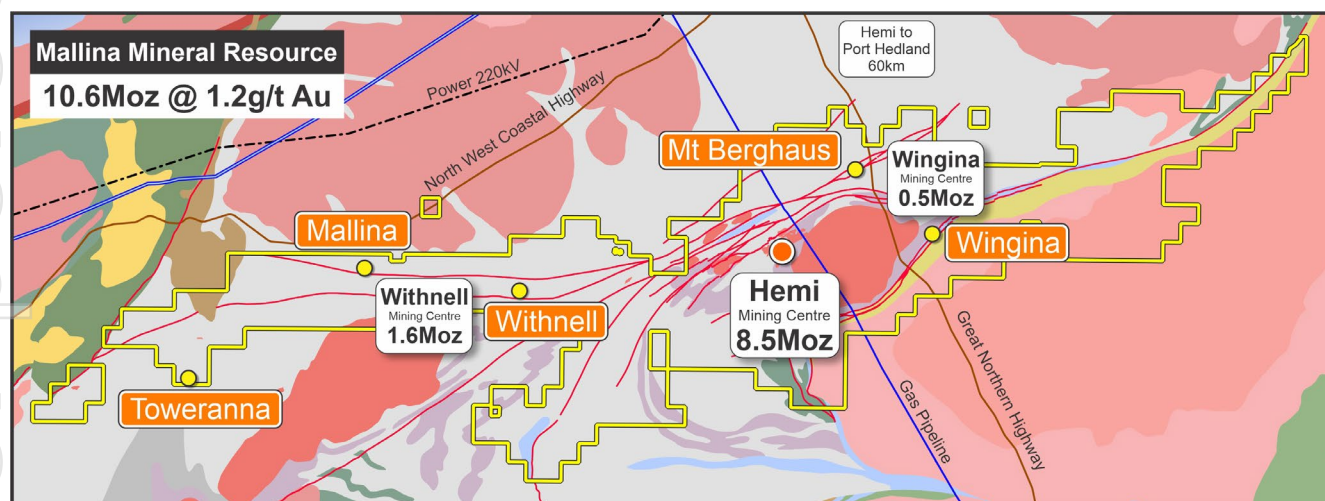 Mallina Mineral Resource
10.6Moz @ 1.2g/t Au
Power 220kV
North West Coastal Highway
Hemi to
Port Hedland
60km
Mt Berghaus
Wingina
Mining Centre
0.5Moz
Mallina
Wingina
Withnell
Mining Centre
1.6Moz
Withnell
Hemi
Mining Centre
8.5Moz
Toweranna
Gas Pipeline
Great Northern Highway